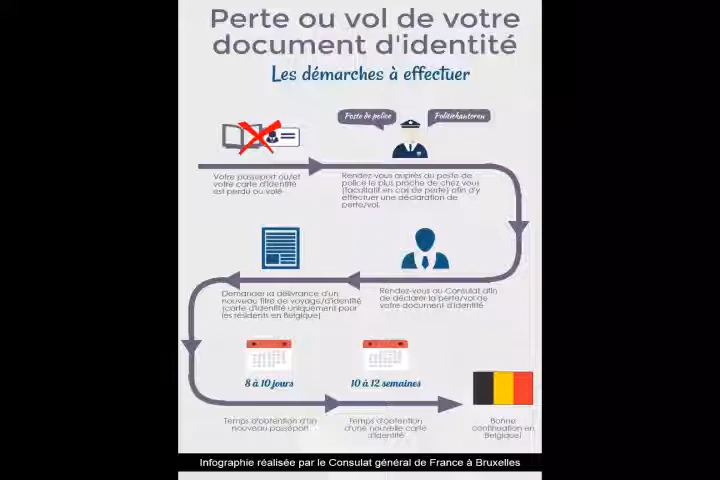 Perte ou vol de votre
document d'identité
Les démarches à effectuer
Poste de police
Politiekantoren
Votre passeport ou/et
votre carte d'identité
est perdu ou volé
Rendez-vous auprès du poste de
police le plus proche de chez vous
(facultatif en cas de perte) afin d'y
effectuer une déclaration de
perte/vol.
Rendez-vous au Consulat afin
de déclarer la perte/vol de
votre document d'identité
Demander la délivrance d'un
nouveau titre de voyage/d'identité
(carte d'identité uniquement pour
les résidents en Belgique)
8 à 10 jours
10 à 12 semaines
Temps d'obtention d'un
nouveau passeport
Temps d'obtention
d'une nouvelle carte
d'identité
Bonne
continuation en
Belgique!
Infographie réalisée par le Consulat général de France à Bruxelles